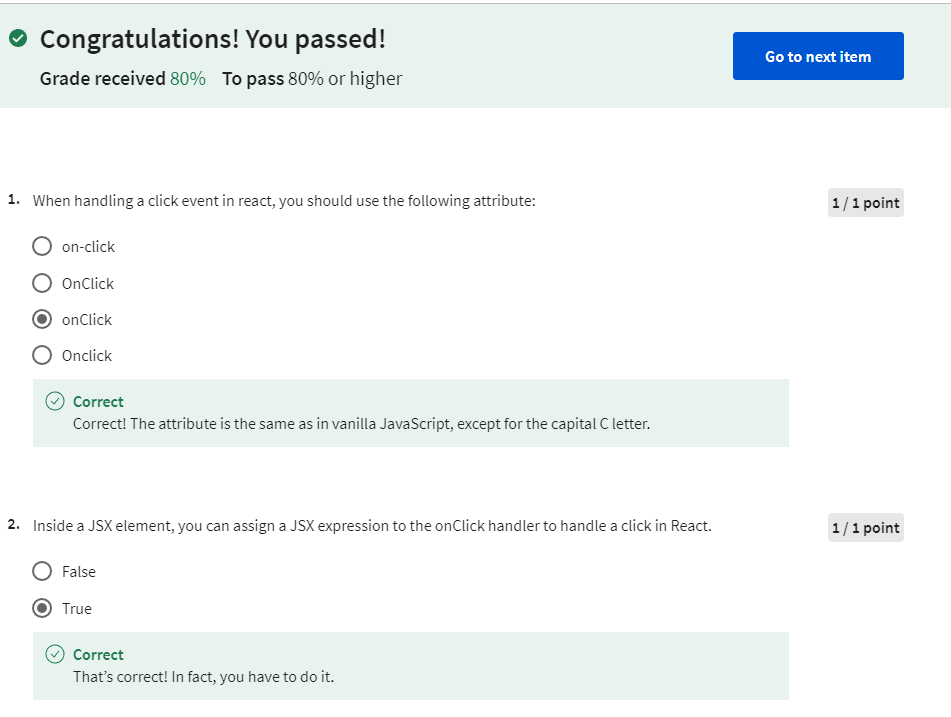 Congratulations! You passed!
Grade received 80% To pass 80% or higher
Go to next item
1. When handling a click event in react, you should use the following attribute:
1 / 1 point
on-click
OnClick
onClick
Onclick
Correct
Correct! The attribute is the same as in vanilla JavaScript, except for the capital C letter.
2. Inside a JSX element, you can assign a JSX expression to the onClick handler to handle a click in React.
1 / 1 point
False
True
Correct
That’s correct! In fact, you have to do it.